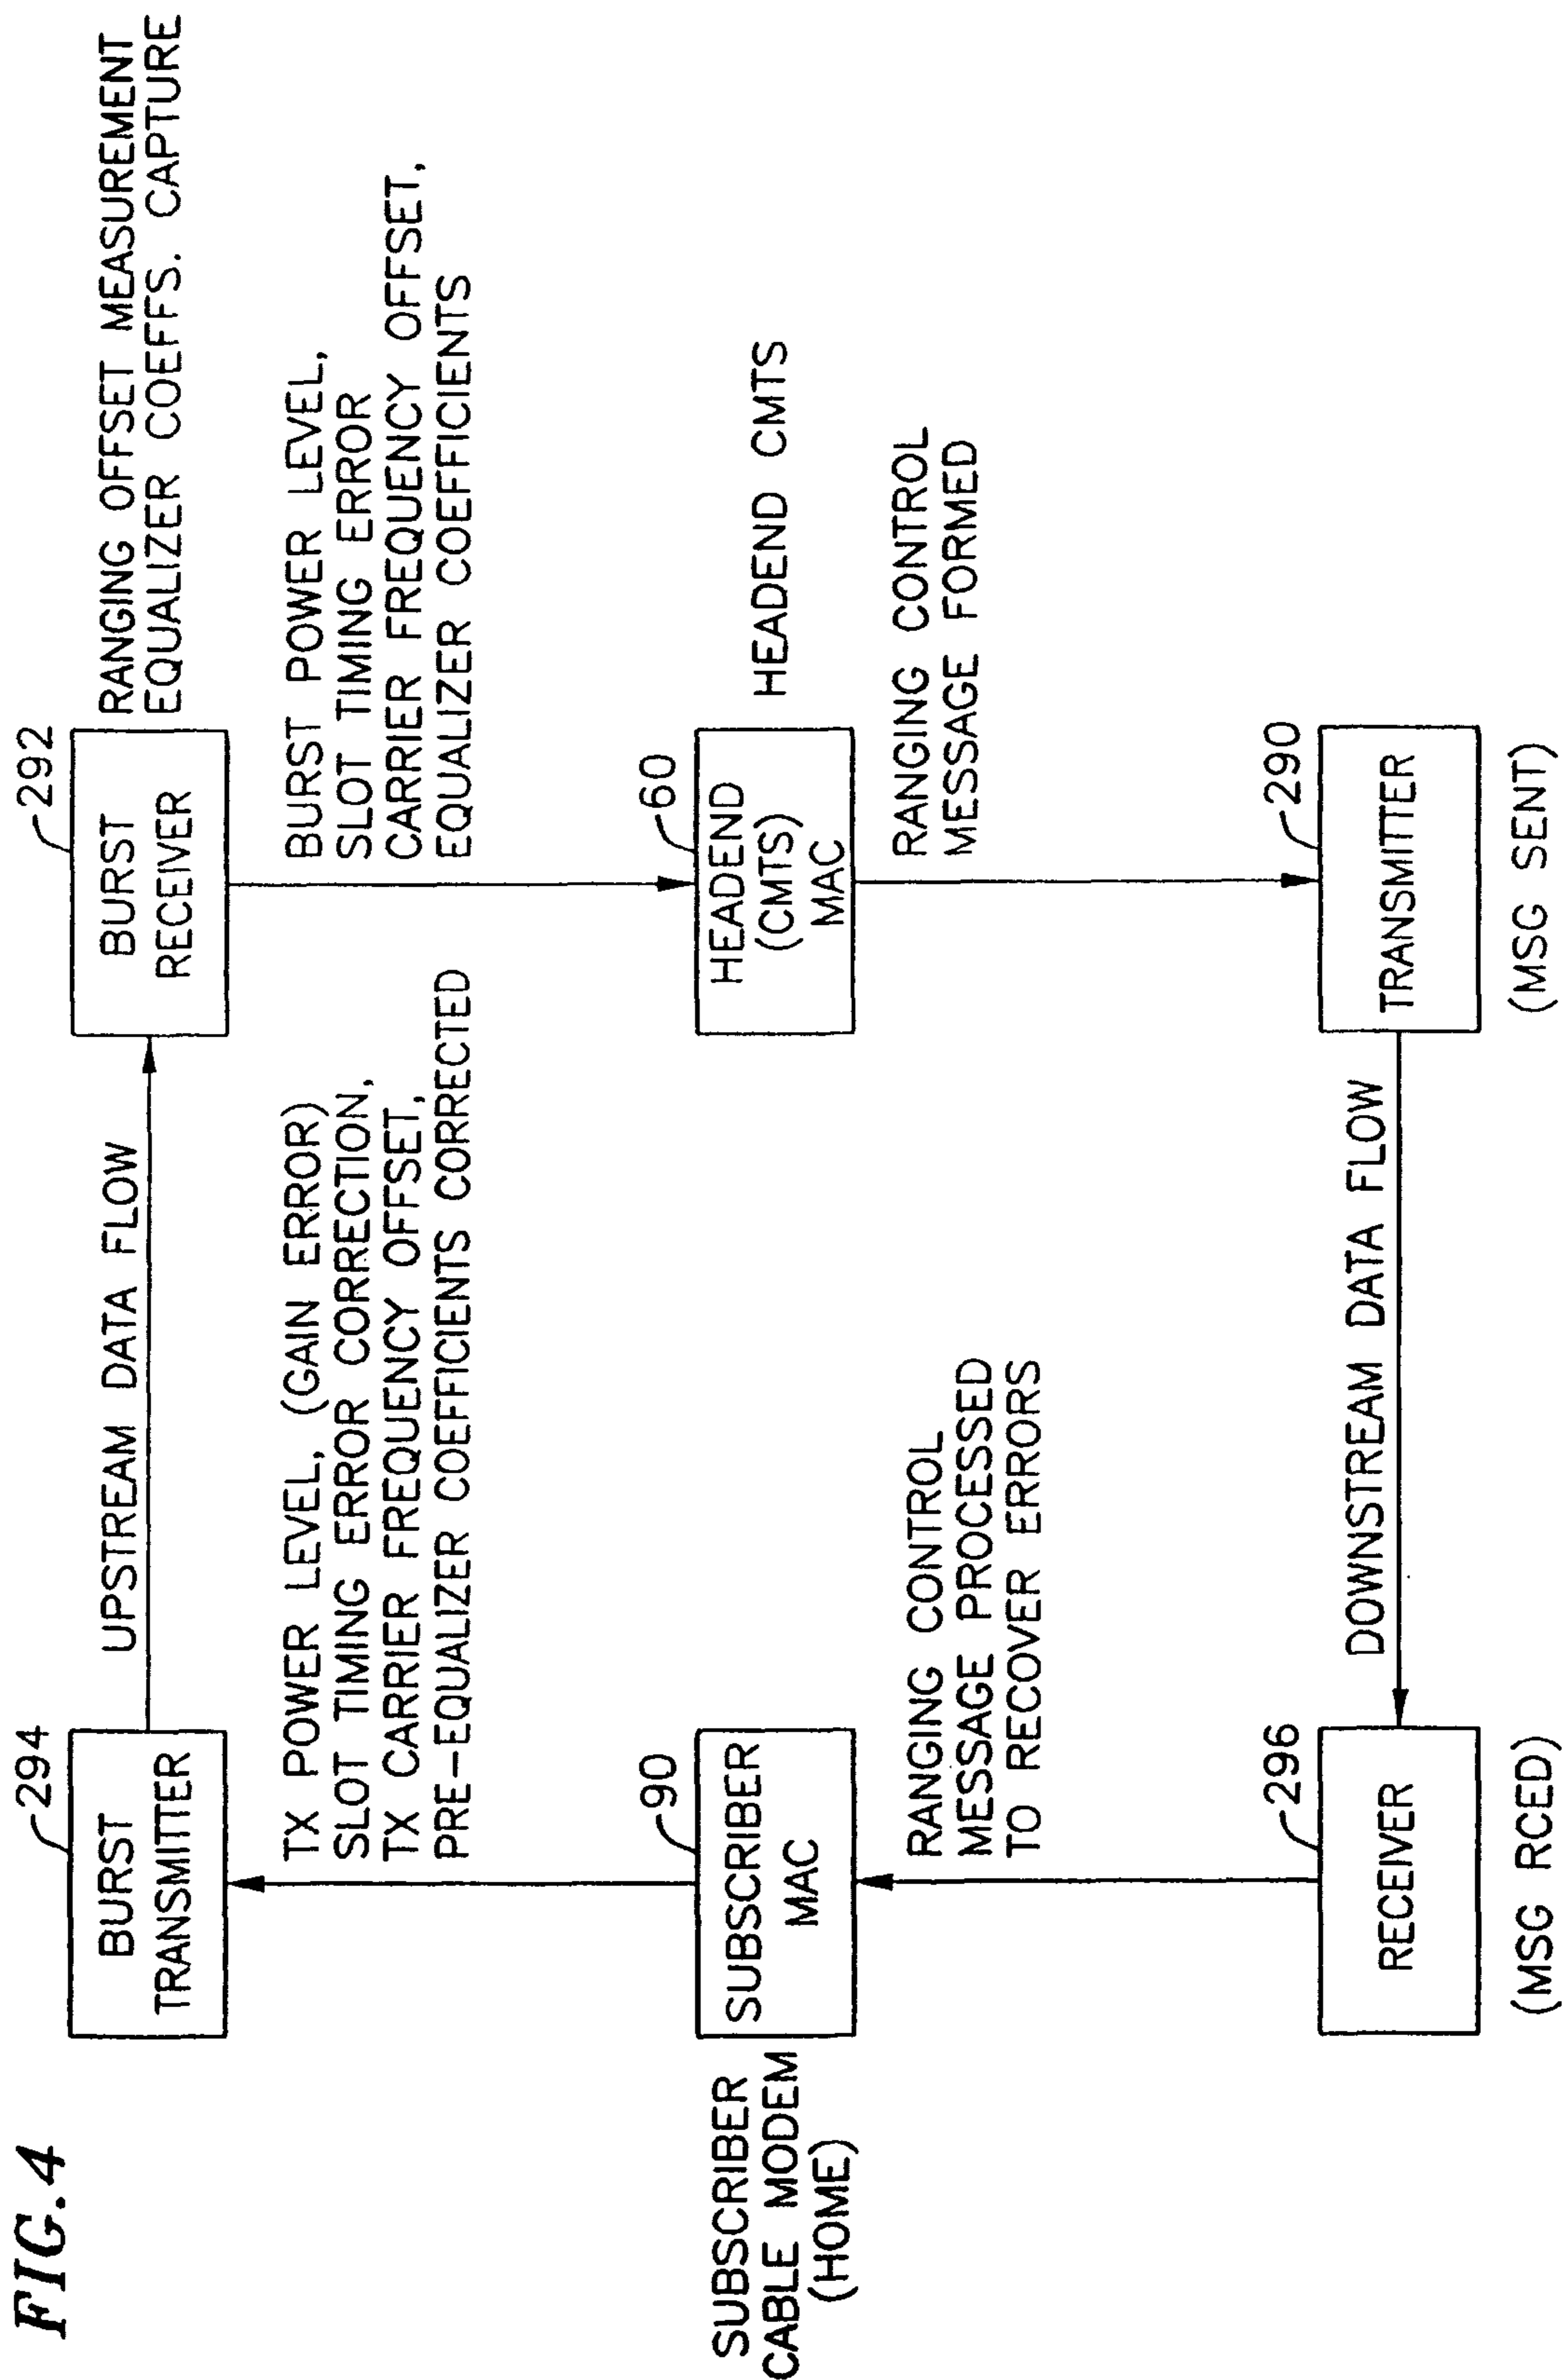 FIG.4
294
BURST
TRANSMITTER
UPSTREAM DATA FLOW
292
BURST
RECEIVER
RANGING OFFSET MEASUREMENT
EQUALIZER COEFFS. CAPTURE
TX POWER LEVEL, (GAIN ERROR)
SLOT TIMING ERROR CORRECTION,
TX CARRIER FREQUENCY OFFSET,
PRE-EQUALIZER COEFFICIENTS CORRECTED
BURST POWER LEVEL,
SLOT TIMING ERROR
CARRIER FREQUENCY OFFSET,
EQUALIZER COEFFICIENTS
SUBSCRIBER
CABLE MODEM
(HOME)
90
SUBSCRIBER
MAC
60
HEADEND
(CMTS)
MAC
HEADEND CMTS
RANGING CONTROL
MESSAGE PROCESSED
TO RECOVER ERRORS
RANGING CONTROL
MESSAGE FORMED
296
RECEIVER
(MSG RCED)
DOWNSTREAM DATA FLOW
290
TRANSMITTER
(MSG SENT)